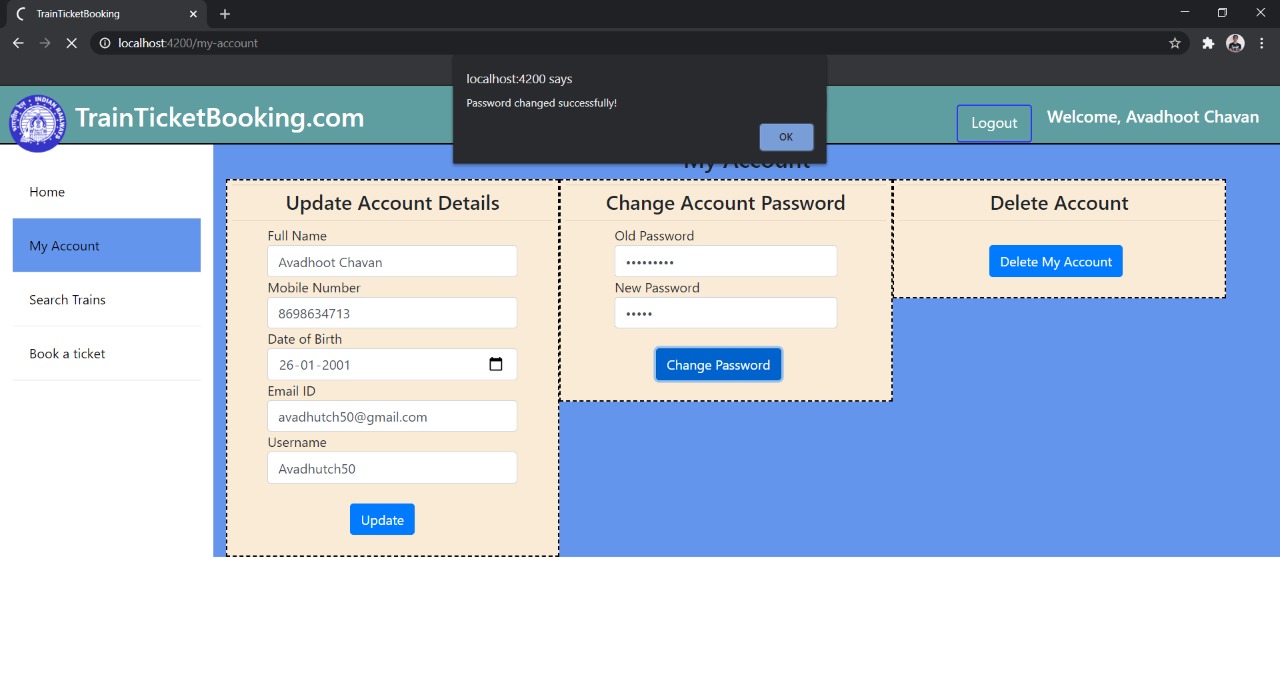 TrainTicketBooking
localhost:4200/my-account
localhost:4200 says
Password changed successfully!
OK
TrainTicketBooking.com
Logout
Welcome, Avadhoot Chavan
My Account
Home
My Account
Search Trains
Book a ticket
Update Account Details
Full Name
Avadhoot Chavan
Mobile Number
8698634713
Date of Birth
26-01-2001
Email ID
avadhutch50@gmail.com
Username
Avadhutch50
Update
Change Account Password
Old Password
•••••••••
New Password
•••••
Change Password
Delete Account
Delete My Account